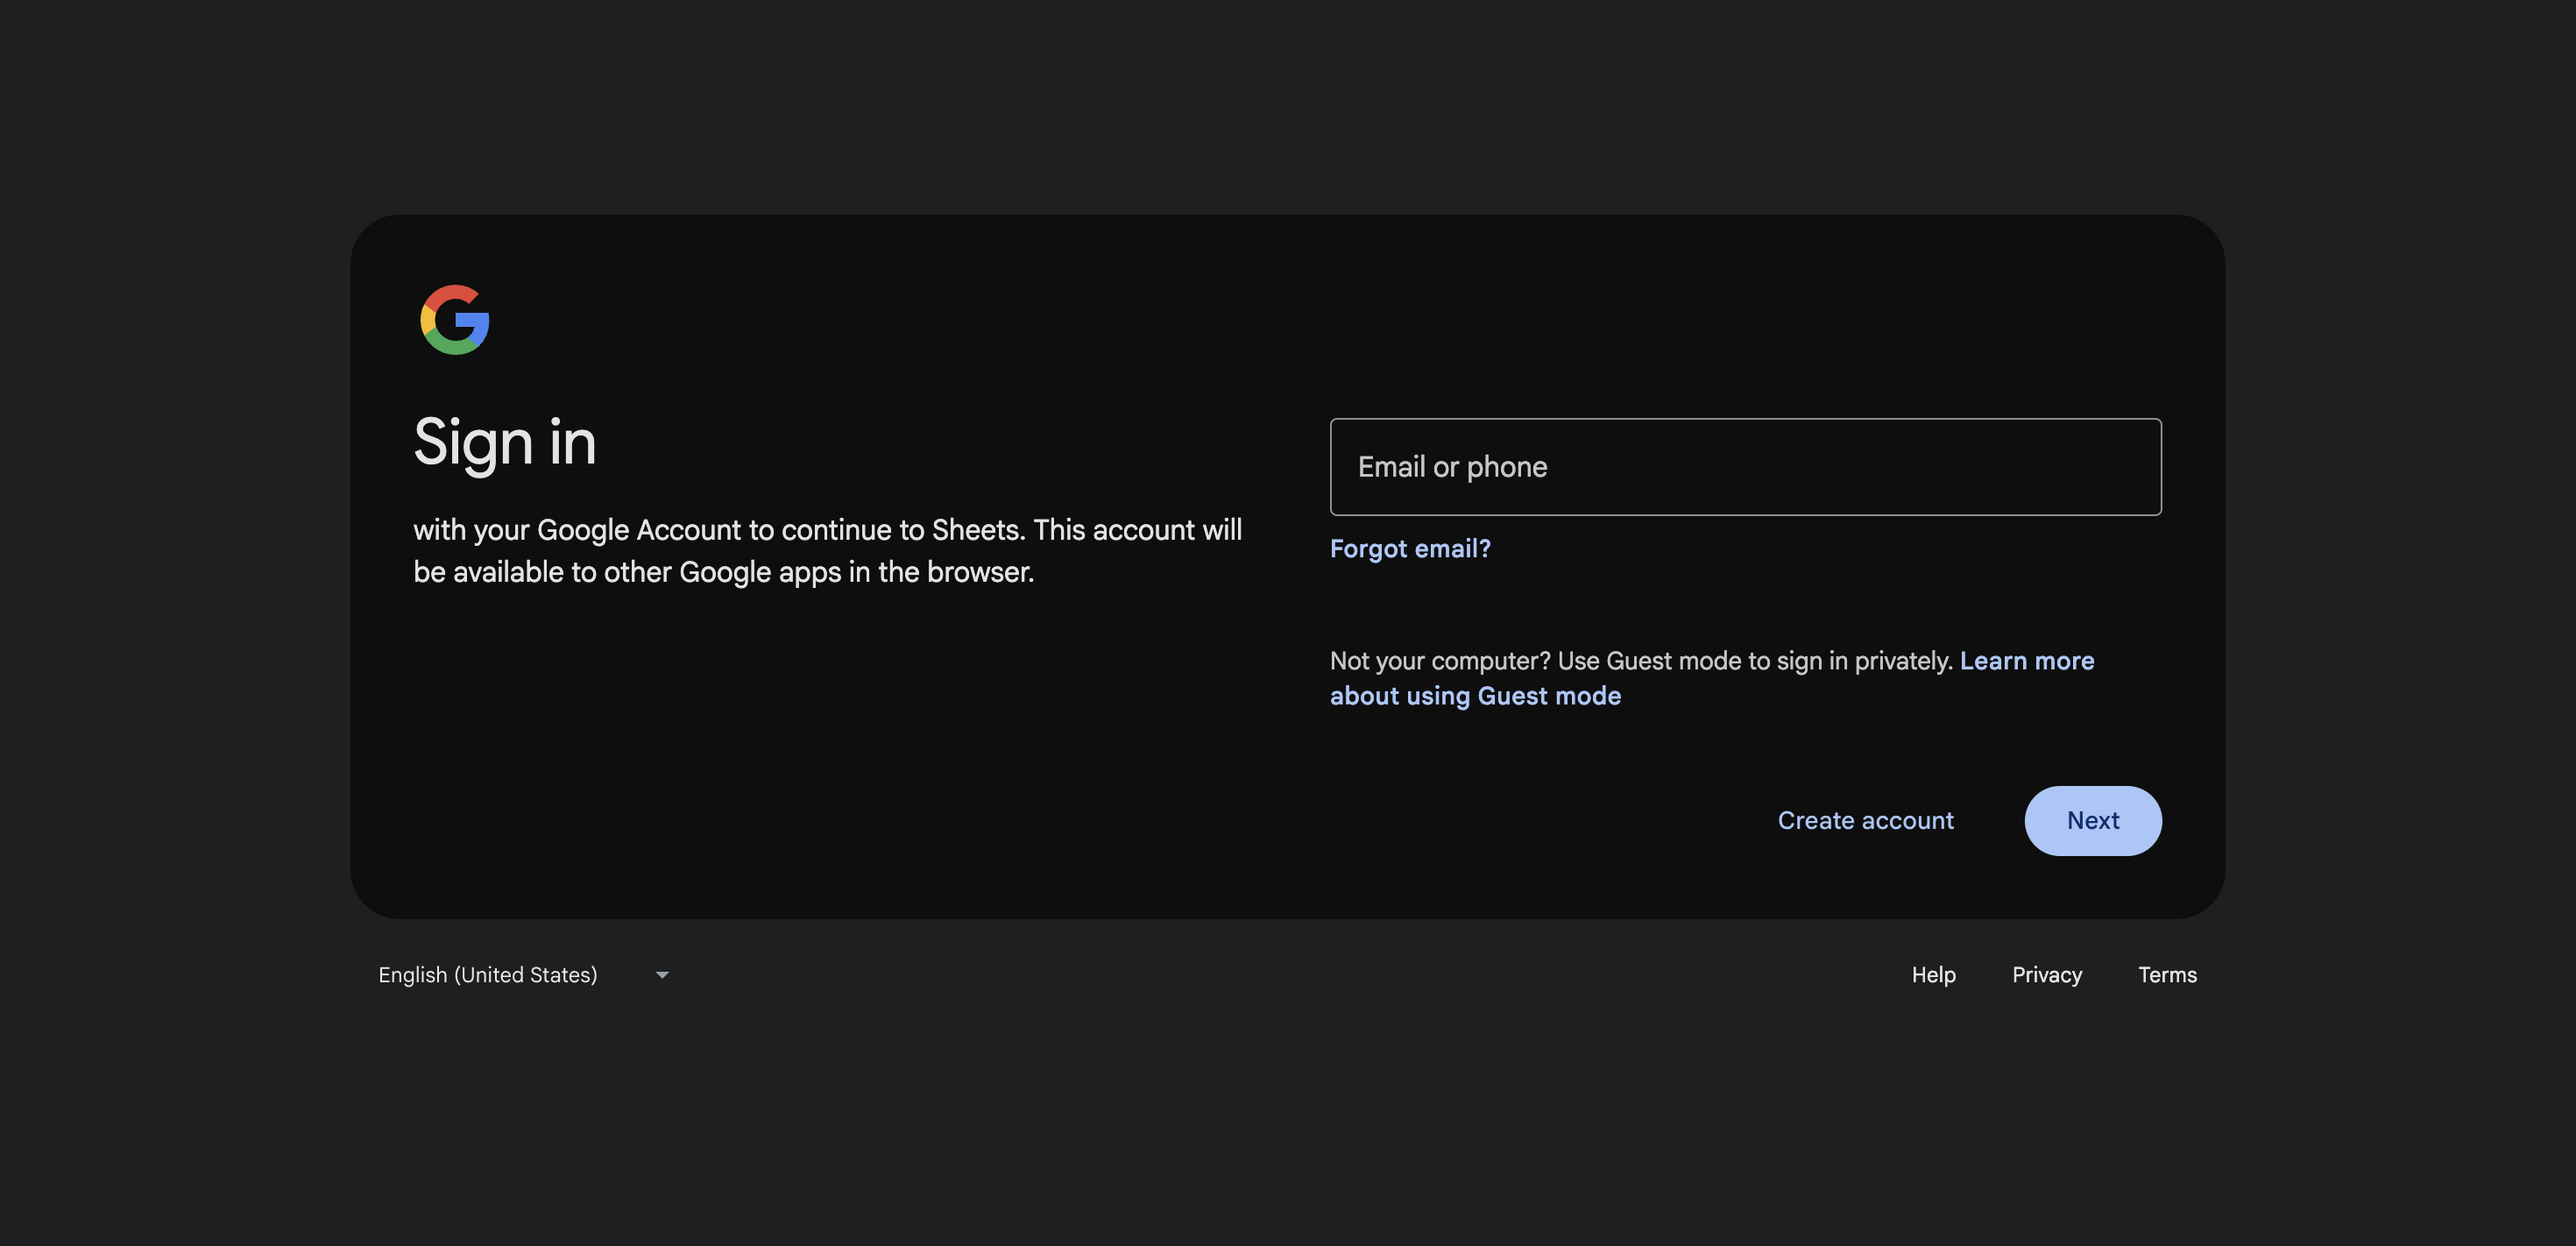 Sign in
with your Google Account to continue to Sheets. This account will
be available to other Google apps in the browser.
Email or phone
Forgot email?
Not your computer? Use Guest mode to sign in privately. Learn more
about using Guest mode
Create account
Next
English (United States)
Help
Privacy
Terms